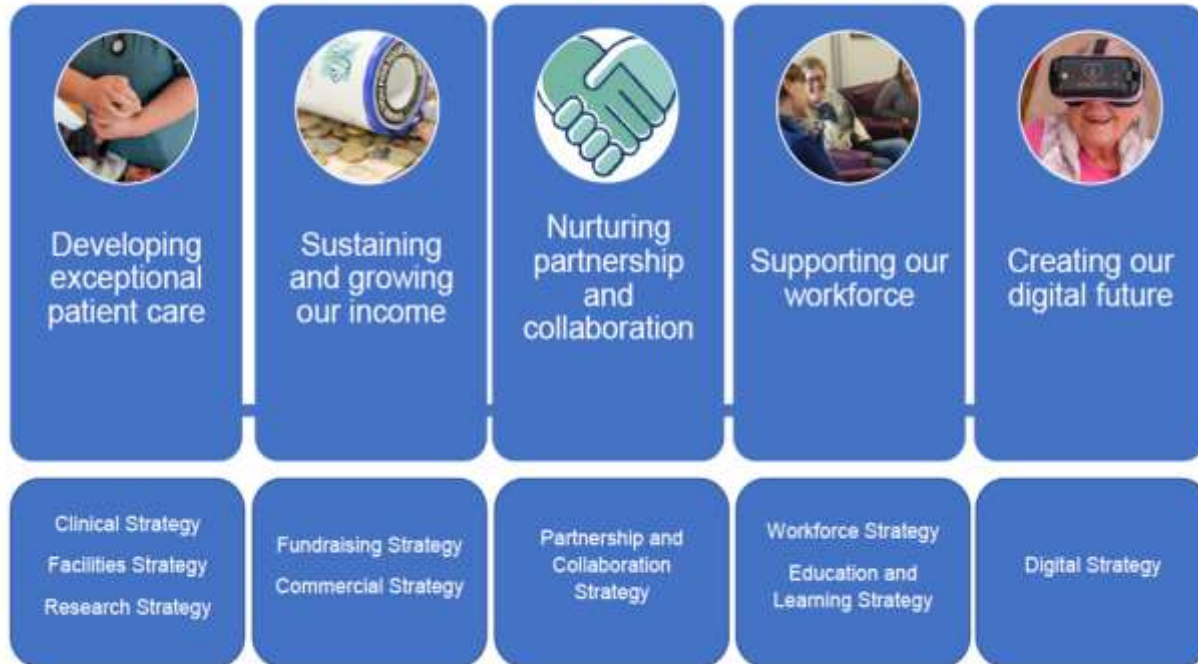 Developing
exceptional
patient care
Sustaining
and growing
our income
Nurturing
partnership
and
collaboration
Supporting our
workforce
Creating our
digital future
Clinical Strategy
Facilities Strategy
Research Strategy
Fundraising Strategy
Commercial Strategy
Partnership and
Collaboration
Strategy
Workforce Strategy
Education and
Learning Strategy
Digital Strategy